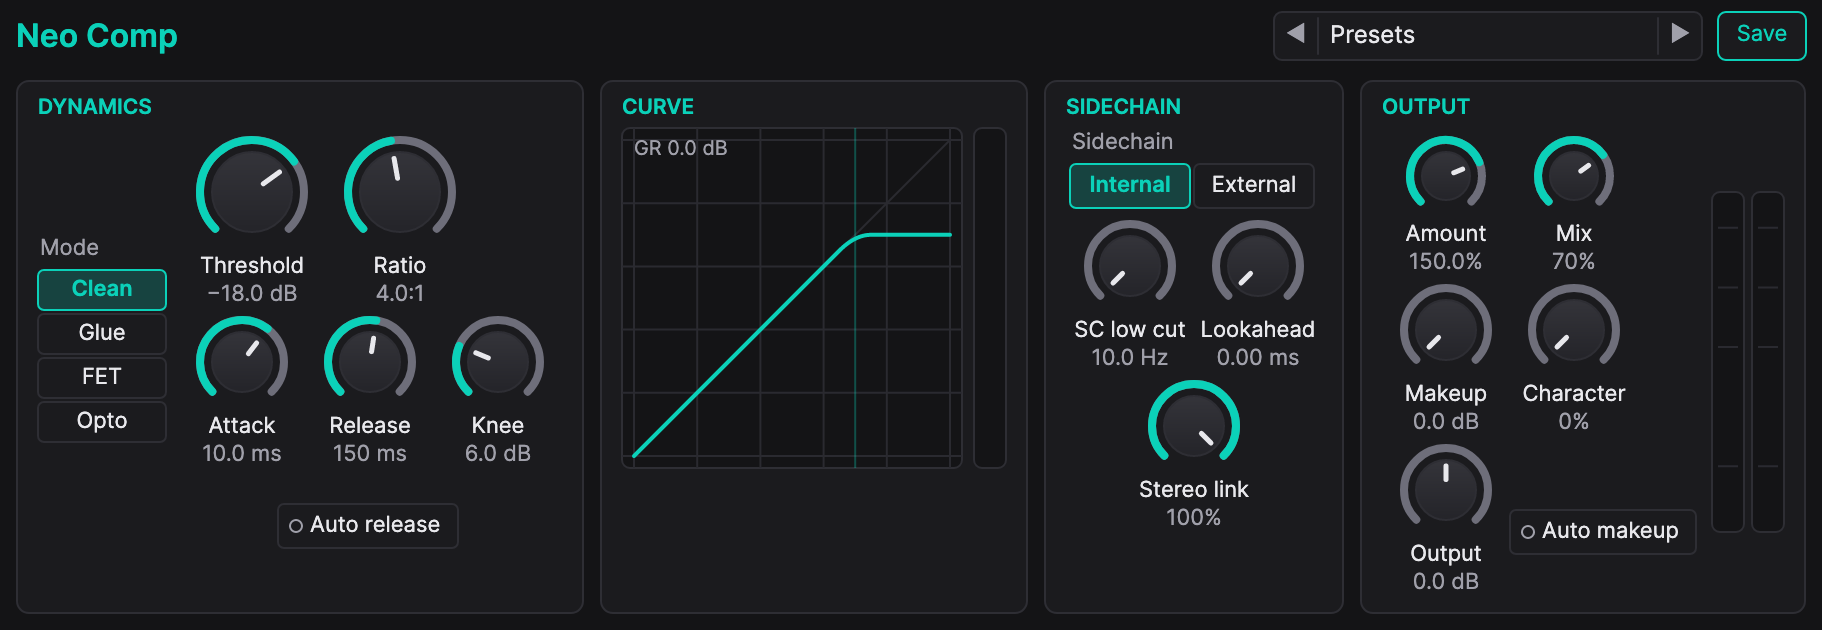 Neo Comp
Presets
Save
DYNAMICS
Mode
Clean
Glue
FET
Opto
Threshold
−18.0 dB
Ratio
4.0:1
Attack
10.0 ms
Release
150 ms
Knee
6.0 dB
Auto release
CURVE
GR 0.0 dB
SIDECHAIN
Sidechain
Internal
External
SC low cut
10.0 Hz
Lookahead
0.00 ms
Stereo link
100%
OUTPUT
Amount
150.0%
Mix
70%
Makeup
0.0 dB
Character
0%
Output
0.0 dB
Auto makeup